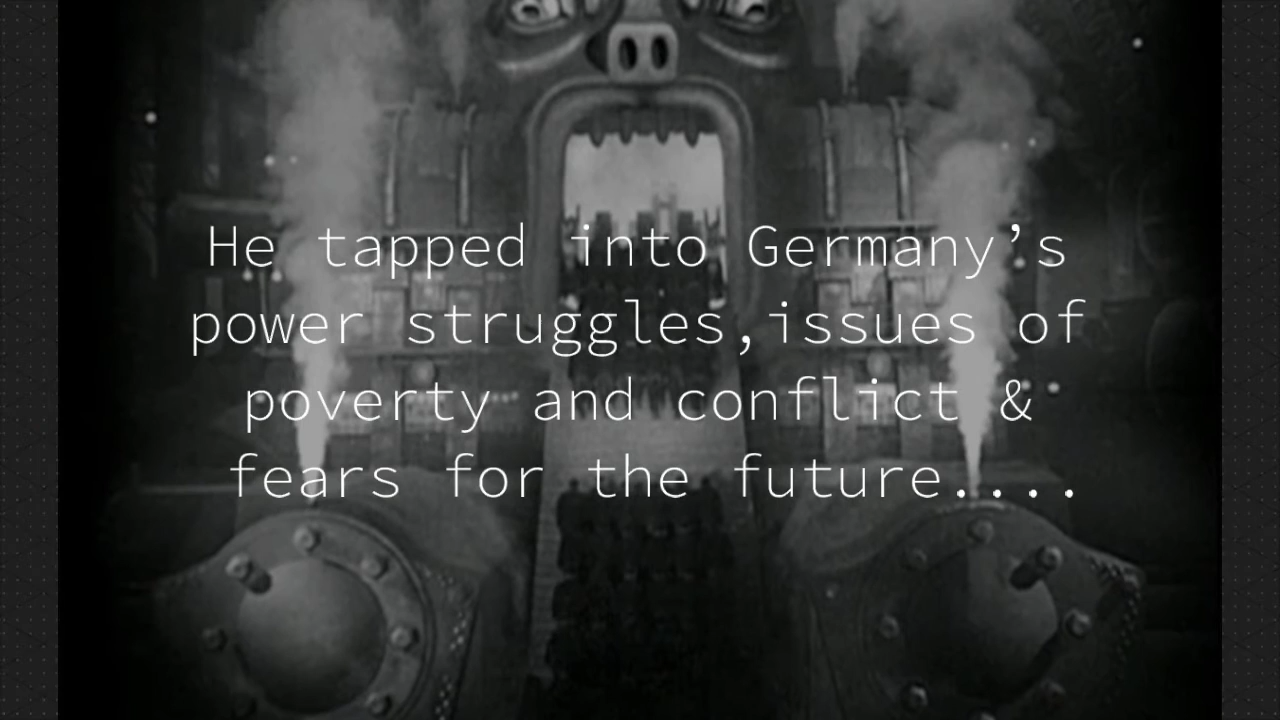 He tapped into Germany’s
power struggles,issues of
poverty and conflict &
fears for the future....